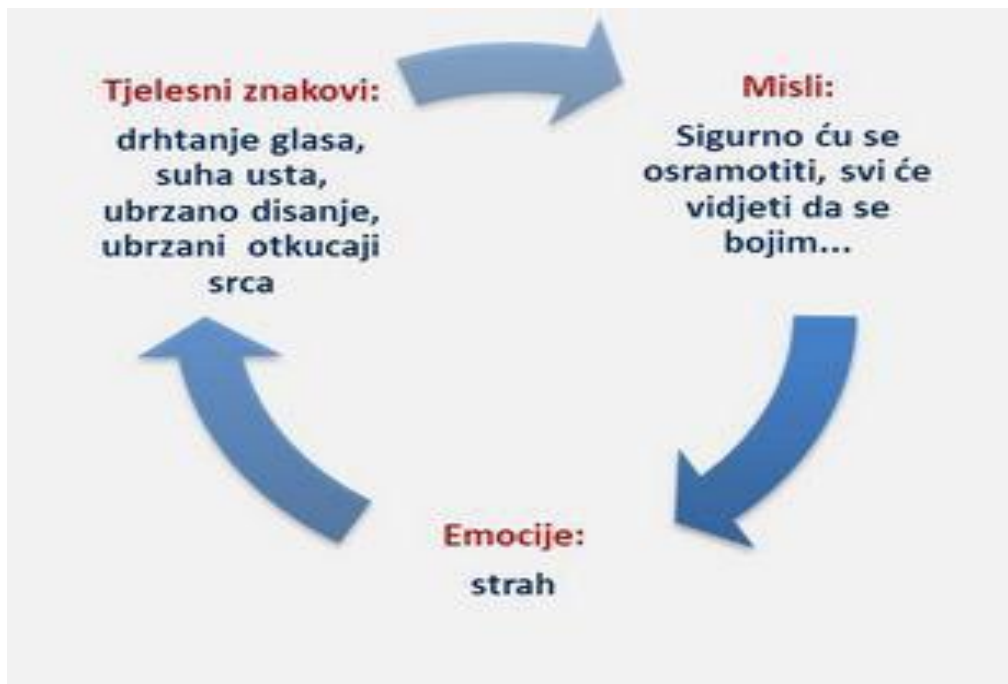 Tjelesni znakovi:
drhtanje glasa,
suha usta,
ubrzano disanje,
ubrzani otkucaji
srca
Misli:
Sigurno ću se
osramotiti, svi će
vidjeti da se
bojim...
Emocije:
strah